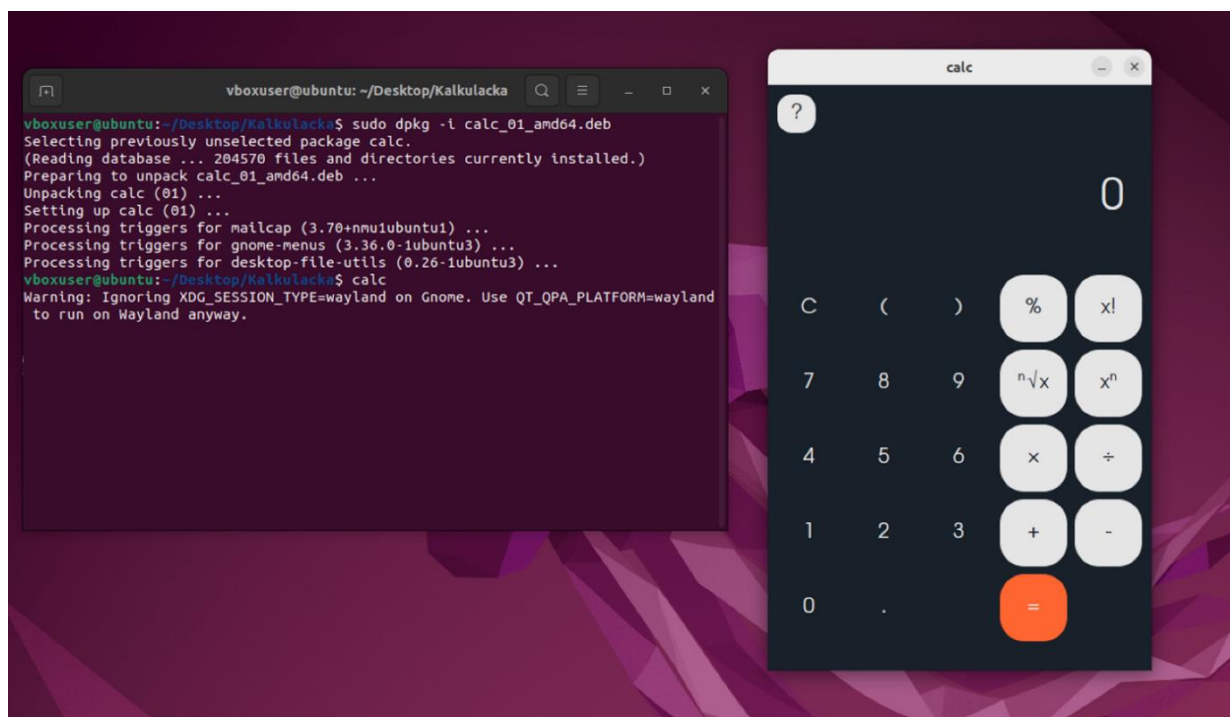 vboxuser@ubuntu: ~/Desktop/Kalkulacka
vboxuser@ubuntu:~/Desktop/Kalkulacka$ sudo dpkg -i calc_01_amd64.deb
Selecting previously unselected package calc.
(Reading database ... 204570 files and directories currently installed.)
Preparing to unpack calc_01_amd64.deb ...
Unpacking calc (01) ...
Setting up calc (01) ...
Processing triggers for mailcap (3.70+nmu1ubuntu1) ...
Processing triggers for gnome-menus (3.36.0-1ubuntu3) ...
Processing triggers for desktop-file-utils (0.26-1ubuntu3) ...
vboxuser@ubuntu:~/Desktop/Kalkulacka$ calc
Warning: Ignoring XDG_SESSION_TYPE=wayland on Gnome. Use QT_QPA_PLATFORM=wayland
to run on Wayland anyway.
calc
?
0
C ( ) % x!
7 8 9 ⁿ√x xⁿ
4 5 6 × ÷
1 2 3 + -
0 . =